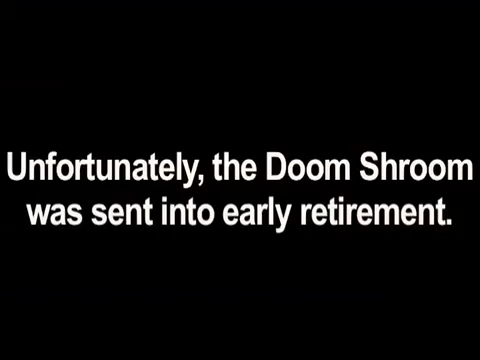 Unfortunately, the Doom Shroom
was sent into early retirement.